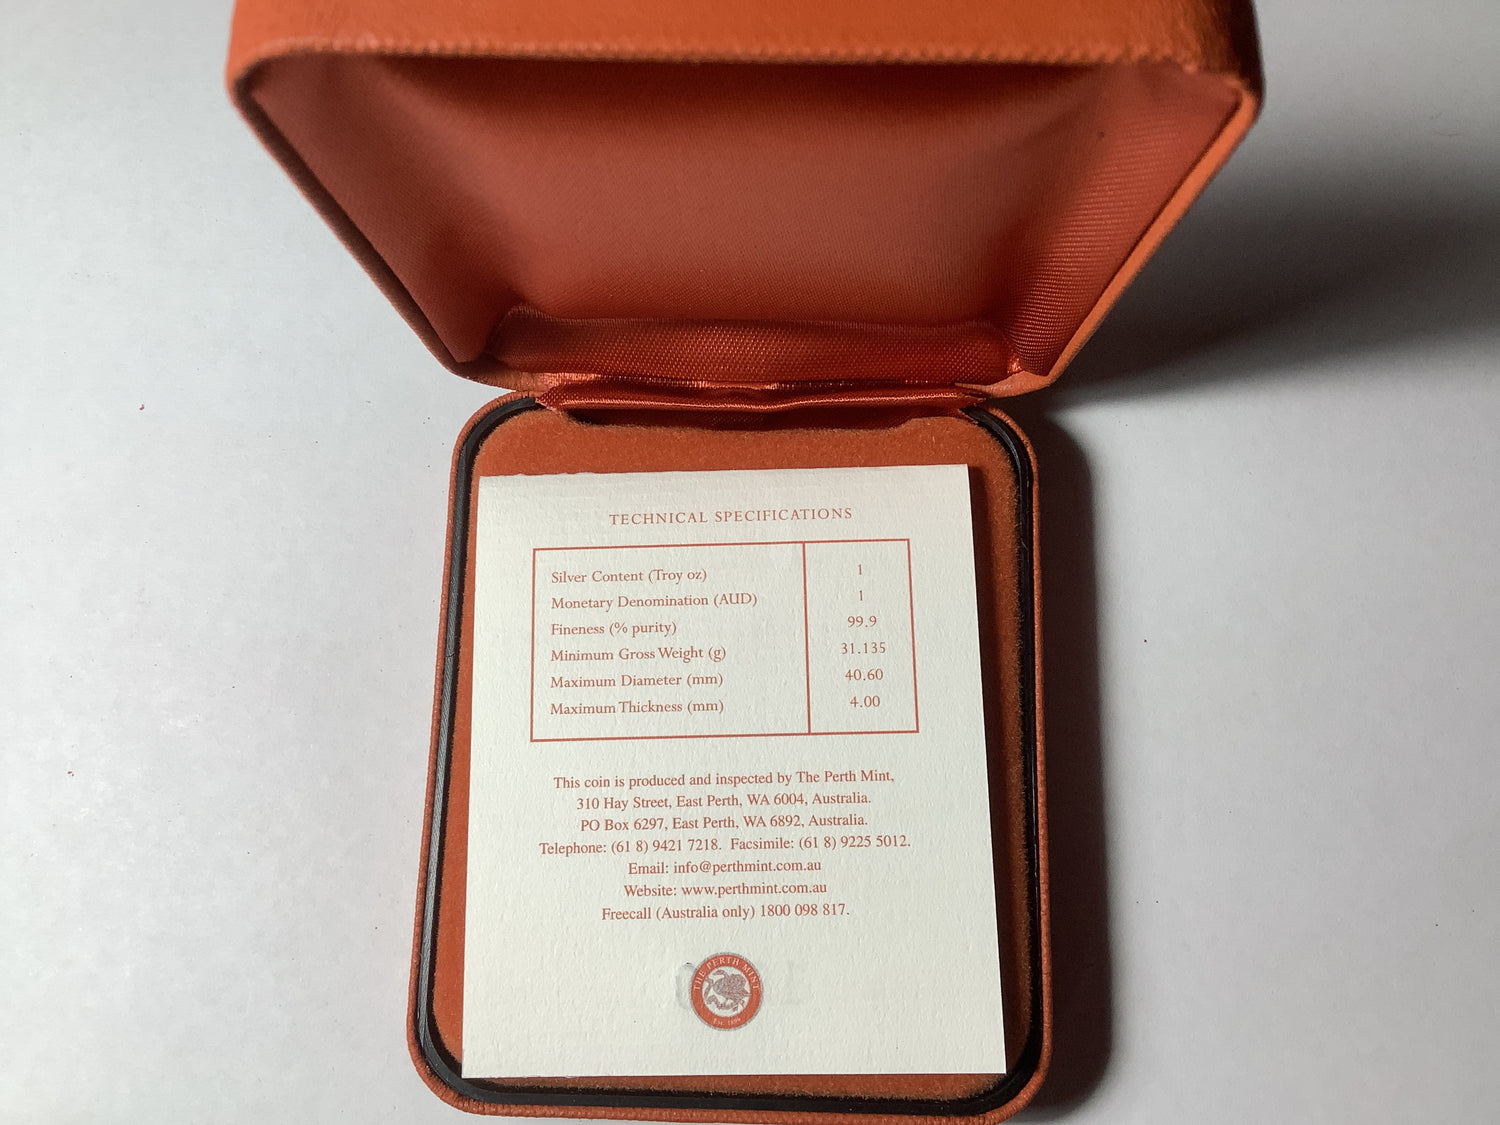 TECHNICAL SPECIFICATIONS
Silver Content (Troy oz) 1
Monetary Denomination (AUD) 1
Fineness (% purity) 99.9
Minimum Gross Weight (g) 31.135
Maximum Diameter (mm) 40.60
Maximum Thickness (mm) 4.00
This coin is produced and inspected by The Perth Mint,
310 Hay Street, East Perth, WA 6004, Australia.
PO Box 6297, East Perth, WA 6892, Australia.
Telephone: (61 8) 9421 7218. Facsimile: (61 8) 9225 5012.
Email: info@perthmint.com.au
Website: www.perthmint.com.au
Freecall (Australia only) 1800 098 817.
THE PERTH MINT
Est 1899